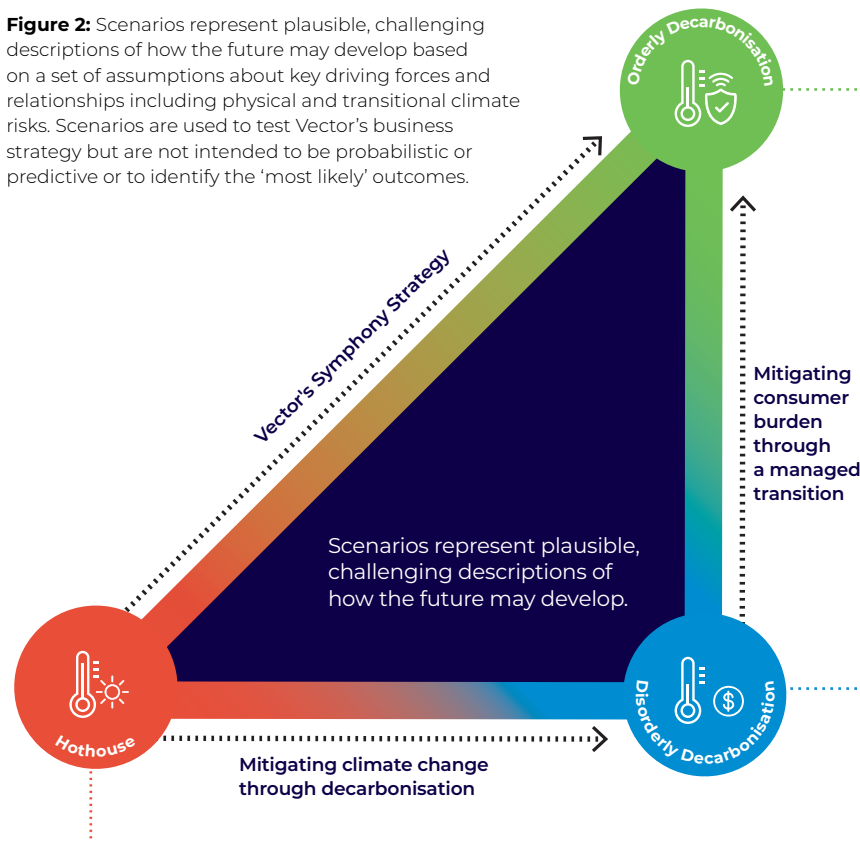 Figure 2: Scenarios represent plausible, challenging
descriptions of how the future may develop based
on a set of assumptions about key driving forces and
relationships including physical and transitional climate
risks. Scenarios are used to test Vector's business
strategy but are not intended to be probabilistic or
predictive or to identify the ‘most likely’ outcomes.
Orderly Decarbonisation
Vector's Symphony Strategy
Mitigating
consumer
burden
through
a managed
transition
Scenarios represent plausible,
challenging descriptions of
how the future may develop.
Hothouse
$
Disorderly Decarbonisation
Mitigating climate change
through decarbonisation